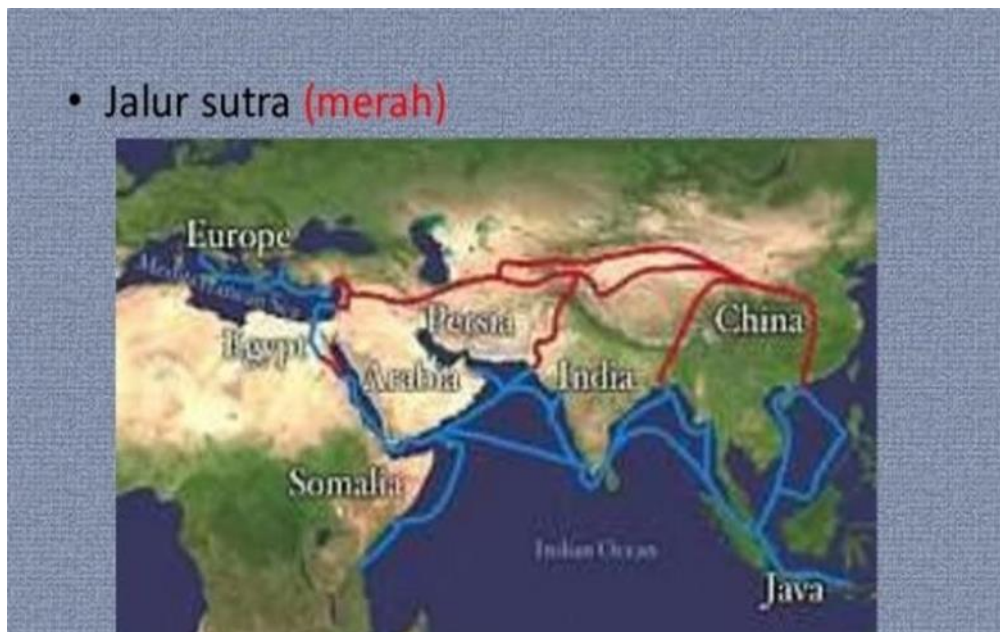 • Jalur sutra (merah)
Europe
Mediterranean Sea
Egypt
Persia
China
Arabia
India
Somalia
Indian Ocean
Java